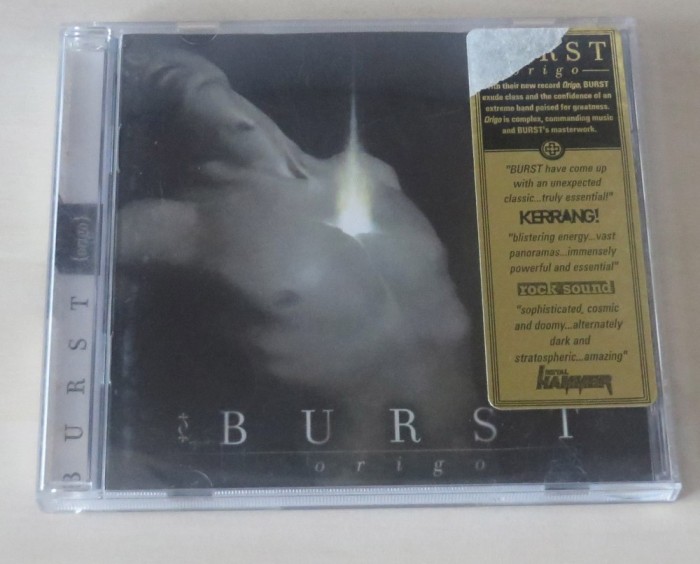 BURST {origo}
BURST
origo
RST
origo
With their new record Origo, BURST
exude class and the confidence of an
extreme band poised for greatness.
Origo is complex, commanding music
and BURST's masterwork.
"BURST have come up
with an unexpected
classic...truly essential!"
KERRANG!
"blistering energy...vast
panoramas...immensely
powerful and essential"
rock sound
"sophisticated, cosmic
and doomy...alternately
dark and
stratospheric...amazing"
METAL
HAMMER